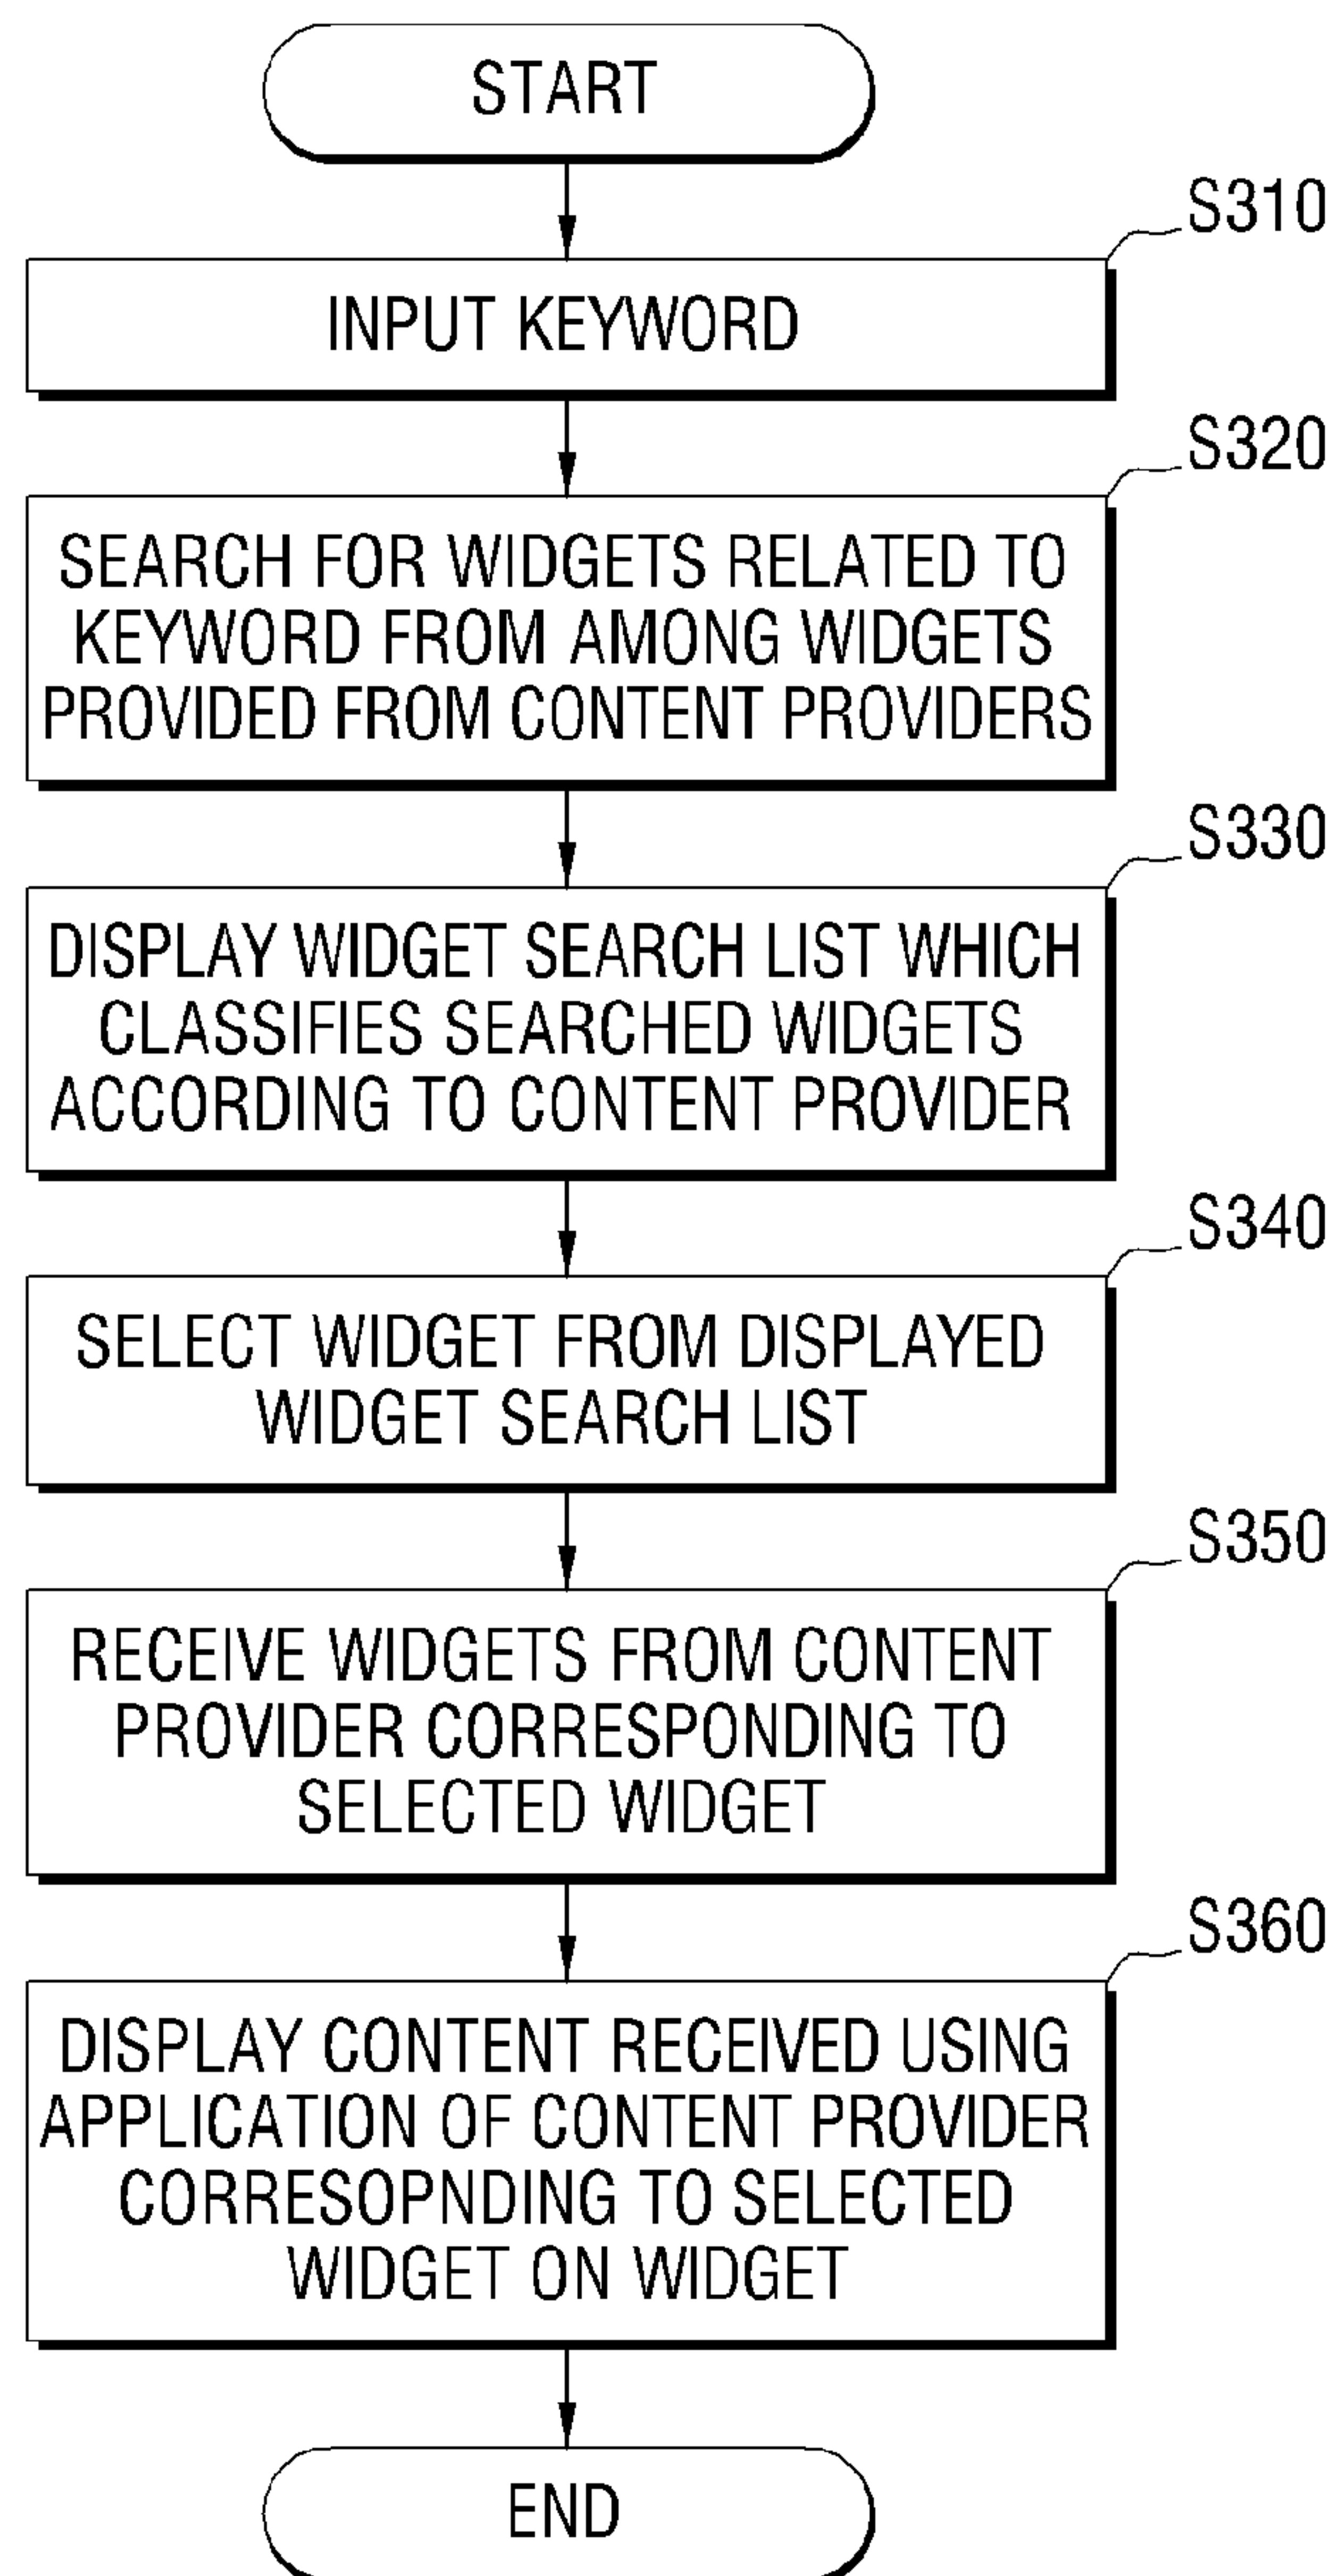 START
S310
INPUT KEYWORD
S320
SEARCH FOR WIDGETS RELATED TO
KEYWORD FROM AMONG WIDGETS
PROVIDED FROM CONTENT PROVIDERS
S330
DISPLAY WIDGET SEARCH LIST WHICH
CLASSIFIES SEARCHED WIDGETS
ACCORDING TO CONTENT PROVIDER
S340
SELECT WIDGET FROM DISPLAYED
WIDGET SEARCH LIST
S350
RECEIVE WIDGETS FROM CONTENT
PROVIDER CORRESPONDING TO
SELECTED WIDGET
S360
DISPLAY CONTENT RECEIVED USING
APPLICATION OF CONTENT PROVIDER
CORRESOPNDING TO SELECTED
WIDGET ON WIDGET
END